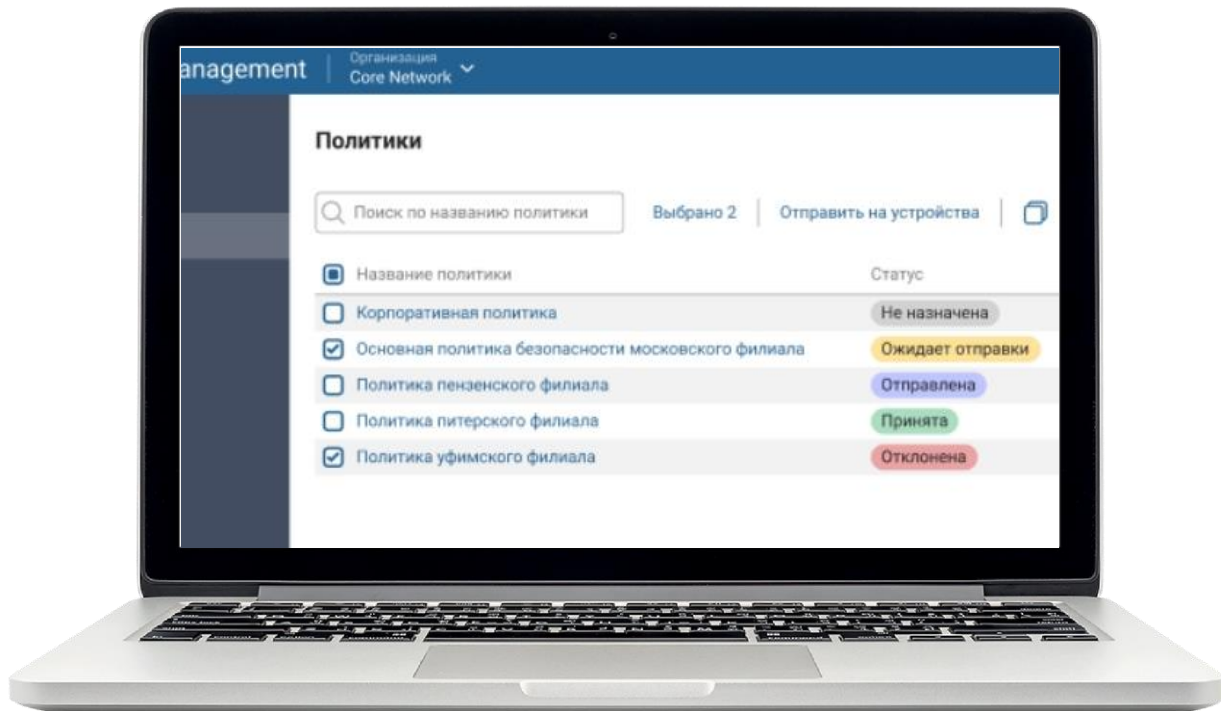 anagement
Организация
Core Network
Политики
Поиск по названию политики
Выбрано 2
Отправить на устройства
Название политики
Статус
Корпоративная политика
Не назначена
Основная политика безопасности московского филиала
Ожидает отправки
Политика пензенского филиала
Отправлена
Политика питерского филиала
Принята
Политика уфимского филиала
Отклонена